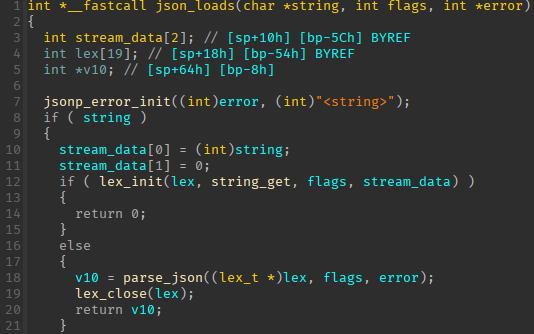 1 int *__fastcall json_loads(char *string, int flags, int *error)
2 {
3   int stream_data[2]; // [sp+10h] [bp-5Ch] BYREF
4   int lex[19]; // [sp+18h] [bp-54h] BYREF
5   int *v10; // [sp+64h] [bp-8h]
6
7   jsonp_error_init((int)error, (int)"<string>");
8   if ( string )
9   {
10     stream_data[0] = (int)string;
11     stream_data[1] = 0;
12     if ( lex_init(lex, string_get, flags, stream_data) )
13     {
14       return 0;
15     }
16     else
17     {
18       v10 = parse_json((lex_t *)lex, flags, error);
19       lex_close(lex);
20       return v10;
21     }